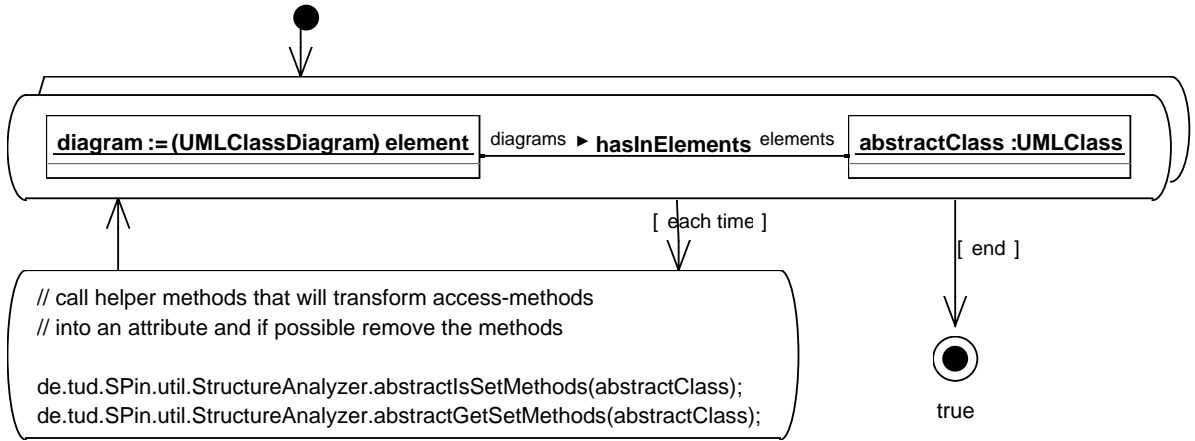 diagram := (UMLClassDiagram) element diagrams ► hasInElements elements abstractClass :UMLClass
[ each time ]
[ end ]
// call helper methods that will transform access-methods
// into an attribute and if possible remove the methods
de.tud.SPin.util.StructureAnalyzer.abstractIsSetMethods(abstractClass);
de.tud.SPin.util.StructureAnalyzer.abstractGetSetMethods(abstractClass);
true